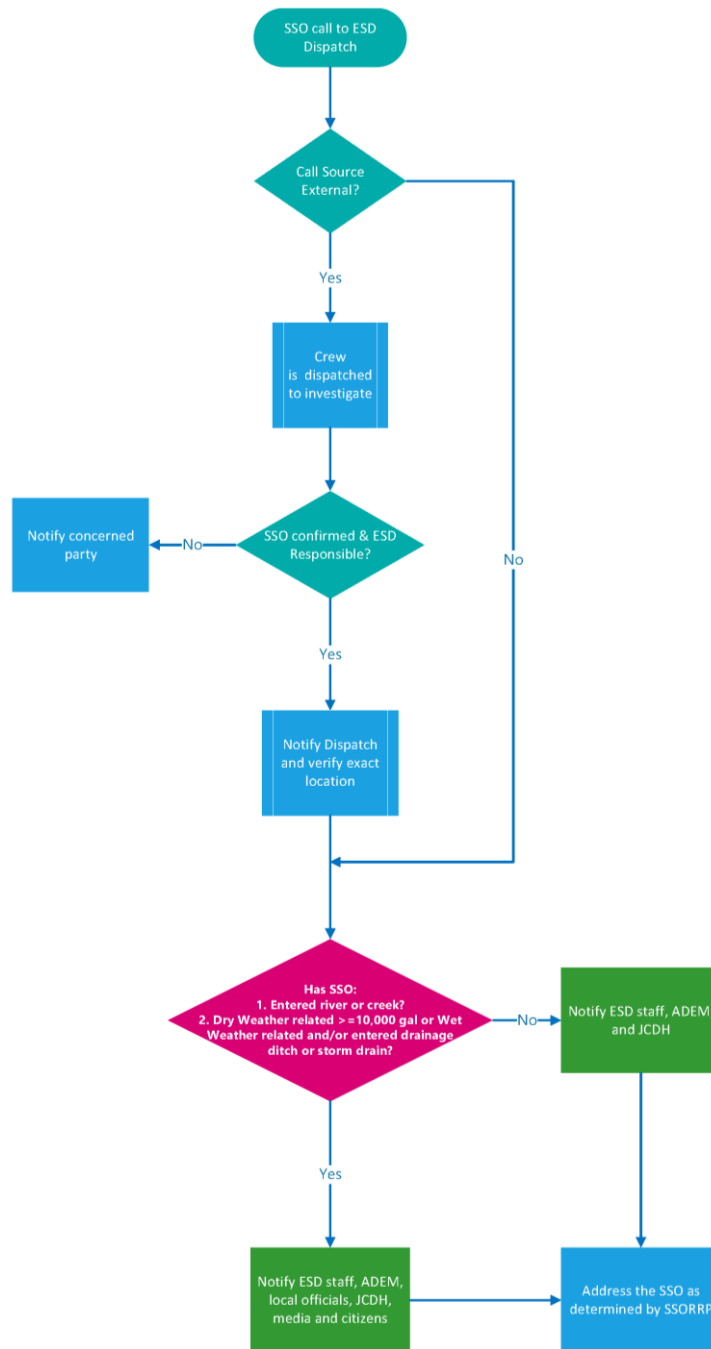 SSO call to ESD
Dispatch
Call Source
External?
Yes
Crew
is dispatched
to investigate
SSO confirmed & ESD
Responsible?
No
Notify concerned
party
No
Yes
Notify Dispatch
and verify exact
location
Has SSO:
1. Entered river or creek?
2. Dry Weather related >=10,000 gal or Wet
Weather related and/or entered drainage
ditch or storm drain?
No
Notify ESD staff, ADEM
and JCDH
Yes
Notify ESD staff, ADEM,
local officials, JCDH,
media and citizens
Address the SSO as
determined by SSORRP